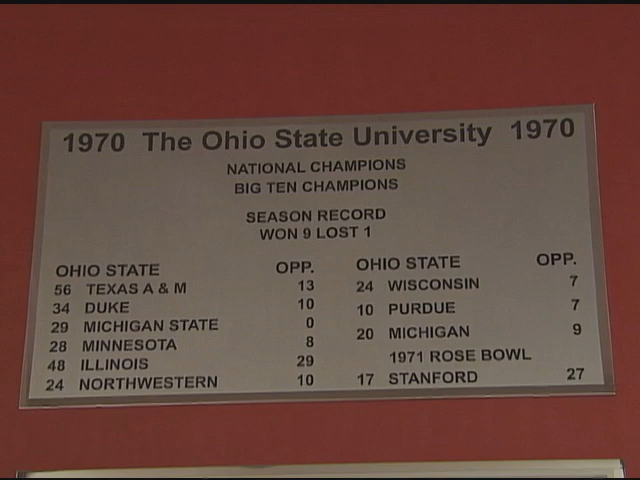 1970 The Ohio State University 1970
NATIONAL CHAMPIONS
BIG TEN CHAMPIONS
SEASON RECORD
WON 9 LOST 1
OHIO STATE OPP.
56 TEXAS A & M 13
34 DUKE 10
29 MICHIGAN STATE 0
28 MINNESOTA 8
48 ILLINOIS 29
24 NORTHWESTERN 10
OHIO STATE OPP.
24 WISCONSIN 7
10 PURDUE 7
20 MICHIGAN 9
1971 ROSE BOWL
17 STANFORD 27